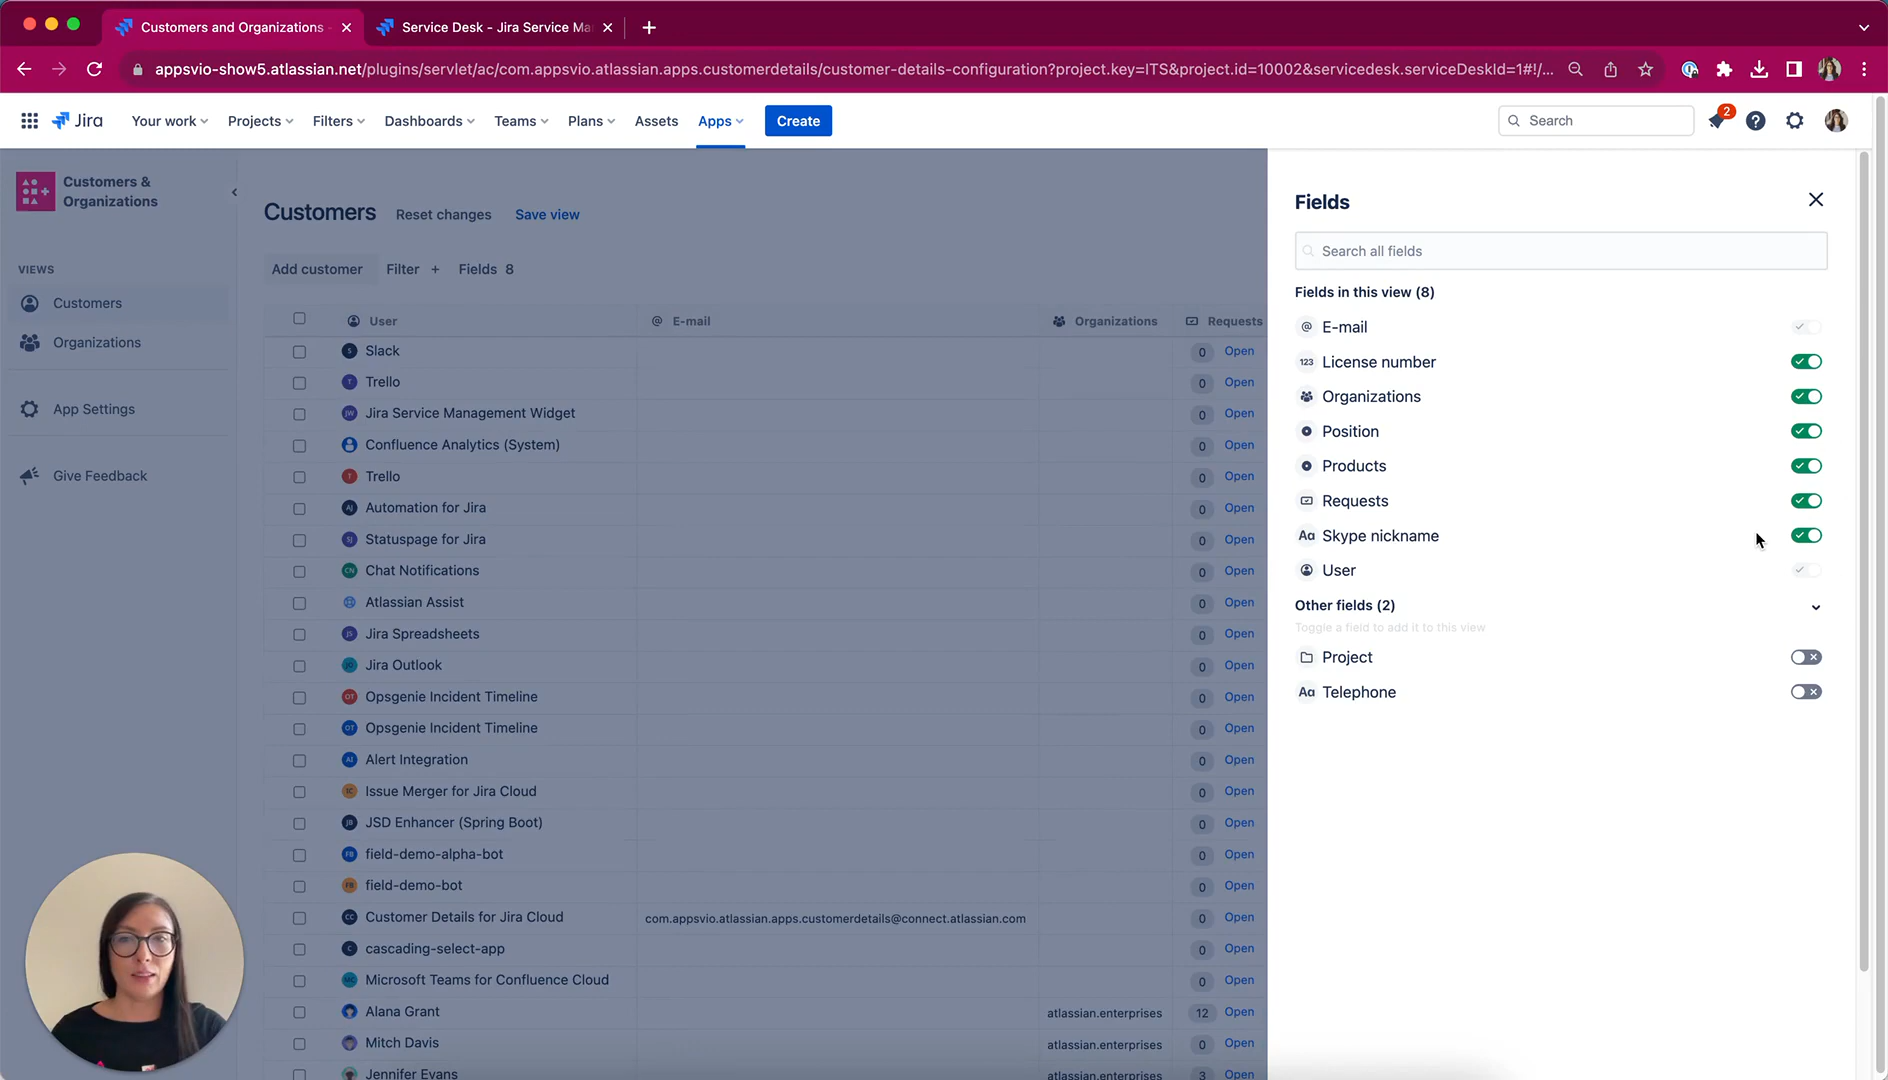 Customers and Organizations -
Service Desk - Jira Service Ma
appsvio-show5.atlassian.net/plugins/servlet/ac/com.appsvio.atlassian.apps.customerdetails/customer-details-configuration?project.key=ITS&project.id=10002&servicedesk.serviceDeskId=1#!/...
Jira
Your work
Projects
Filters
Dashboards
Teams
Plans
Assets
Apps
Create
Search
2
Customers &
Organizations
VIEWS
Customers
Organizations
App Settings
Give Feedback
Customers
Reset changes
Save view
Add customer
Filter +
Fields 8
User
E-mail
Organizations
Requests
Slack
0 Open
Trello
0 Open
Jira Service Management Widget
0 Open
Confluence Analytics (System)
0 Open
Trello
0 Open
Automation for Jira
0 Open
Statuspage for Jira
0 Open
Chat Notifications
0 Open
Atlassian Assist
0 Open
Jira Spreadsheets
0 Open
Jira Outlook
0 Open
Opsgenie Incident Timeline
0 Open
Opsgenie Incident Timeline
0 Open
Alert Integration
0 Open
Issue Merger for Jira Cloud
0 Open
JSD Enhancer (Spring Boot)
0 Open
field-demo-alpha-bot
0 Open
field-demo-bot
0 Open
Customer Details for Jira Cloud
com.appsvio.atlassian.apps.customerdetails@connect.atlassian.com
0 Open
cascading-select-app
0 Open
Microsoft Teams for Confluence Cloud
0 Open
Alana Grant
atlassian.enterprises
12 Open
Mitch Davis
atlassian.enterprises
0 Open
Jennifer Evans
atlassian.enterprises
3 Open
Fields
Search all fields
Fields in this view (8)
@ E-mail
123 License number
Organizations
Position
Products
Requests
Aa Skype nickname
User
Other fields (2)
Toggle a field to add it to this view
Project
Aa Telephone